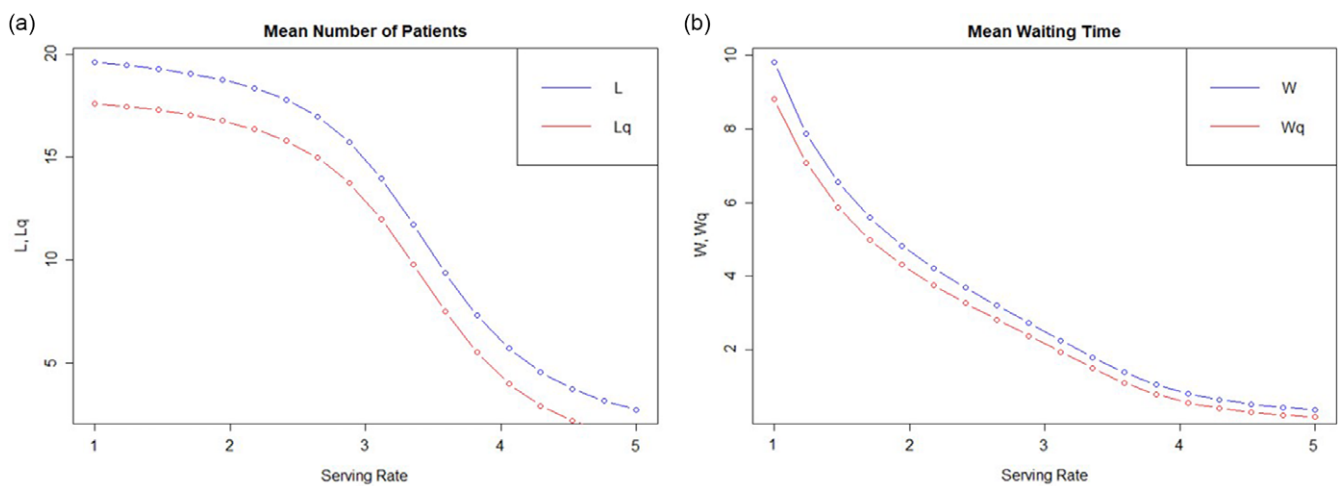 (a)
Mean Number of Patients
L
Lq
20
15
10
5
L, Lq
1 2 3 4 5
Serving Rate
(b)
Mean Waiting Time
W
Wq
10
8
6
4
2
W, Wq
1 2 3 4 5
Serving Rate